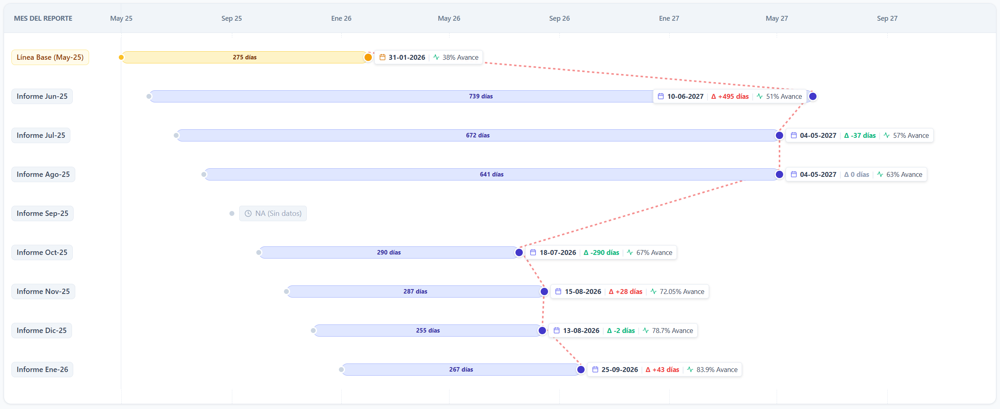 MES DEL REPORTE May 25 Sep 25 Ene 26 May 26 Sep 26 Ene 27 May 27 Sep 27
Línea Base (May-25) 275 días 31-01-2026 | 38% Avance
Informe Jun-25 739 días 10-06-2027 | Δ +495 días | 51% Avance
Informe Jul-25 672 días 04-05-2027 | Δ -37 días | 57% Avance
Informe Ago-25 641 días 04-05-2027 | Δ 0 días | 63% Avance
Informe Sep-25 NA (Sin datos)
Informe Oct-25 290 días 18-07-2026 | Δ -290 días | 67% Avance
Informe Nov-25 287 días 15-08-2026 | Δ +28 días | 72.05% Avance
Informe Dic-25 255 días 13-08-2026 | Δ -2 días | 78.7% Avance
Informe Ene-26 267 días 25-09-2026 | Δ +43 días | 83.9% Avance